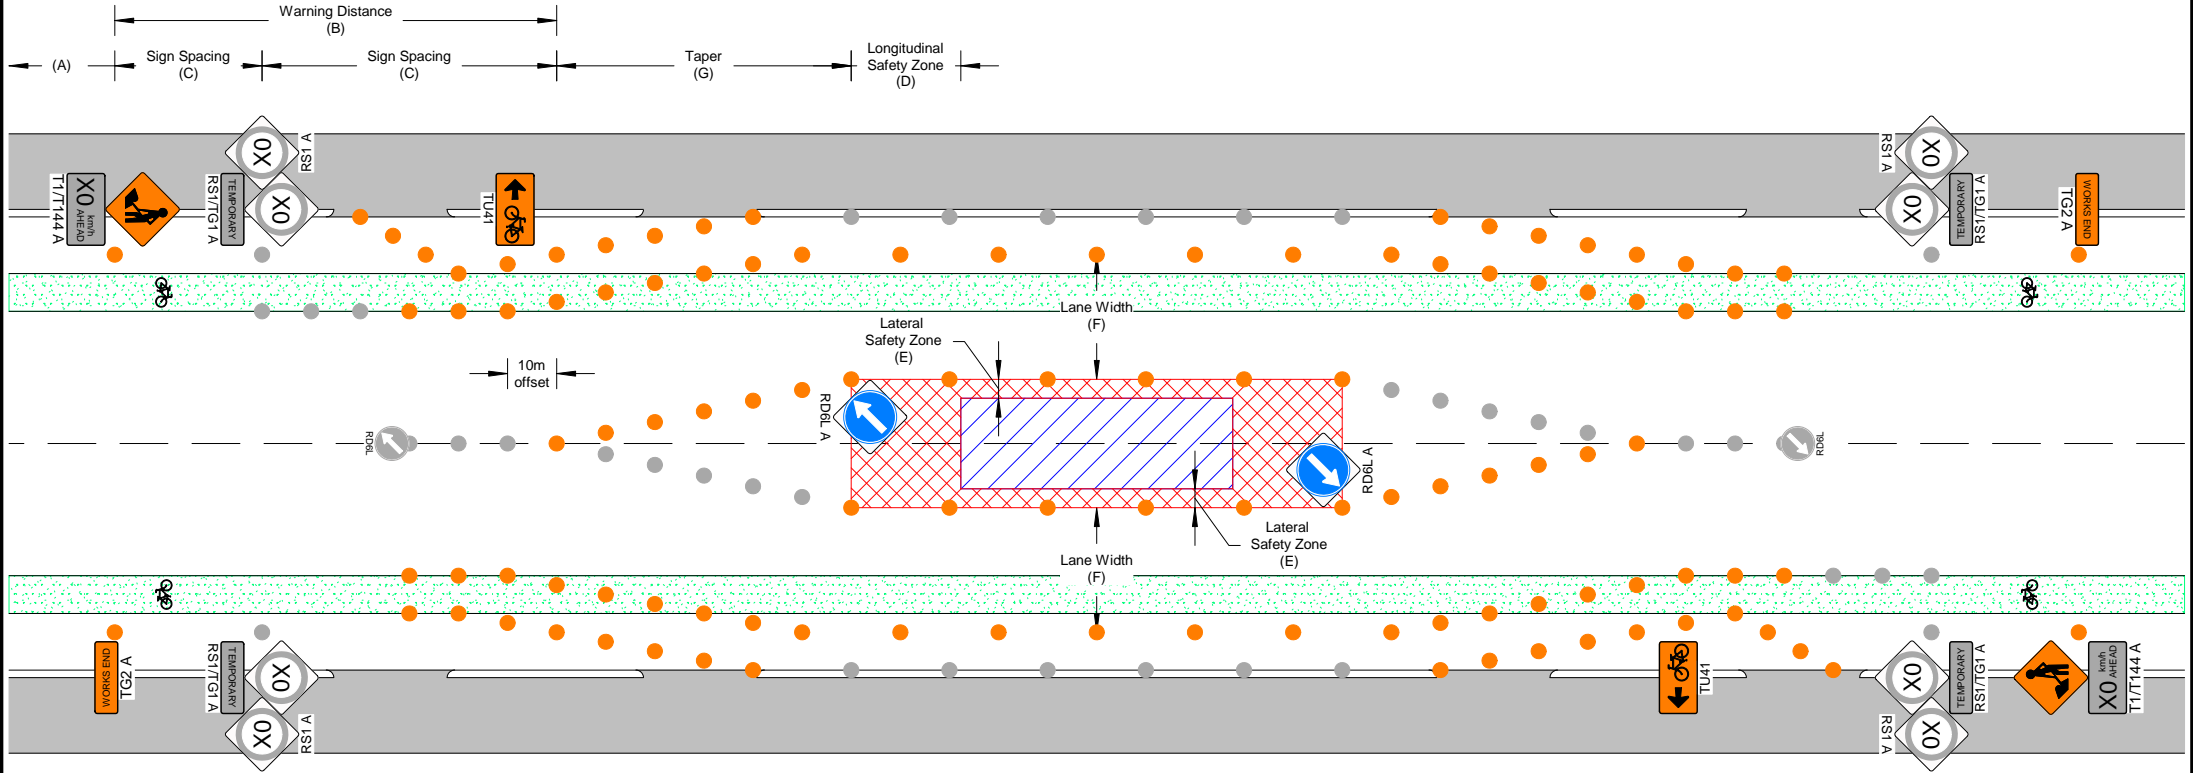 Warning Distance
(B)
(A)
Sign Spacing
(C)
Sign Spacing
(C)
Taper
(G)
Longitudinal
Safety Zone
(D)
T1/T144 A
X0 km/h
AHEAD
RS1/TG1 A
TEMPORARY
X0
X0
RS1 A
TU41
RS1 A
X0
X0
TEMPORARY
RS1/TG1 A
TG2 A
WORKS END
Lane Width
(F)
Lateral
Safety Zone
(E)
10m
offset
RD6L
RD6L A
RD6L A
RD6L
Lateral
Safety Zone
(E)
Lane Width
(F)
WORKS END
TG2 A
RS1/TG1 A
TEMPORARY
X0
X0
RS1 A
TU41
RS1 A
X0
X0
TEMPORARY
RS1/TG1 A
X0 km/h
AHEAD
T1/T144 A